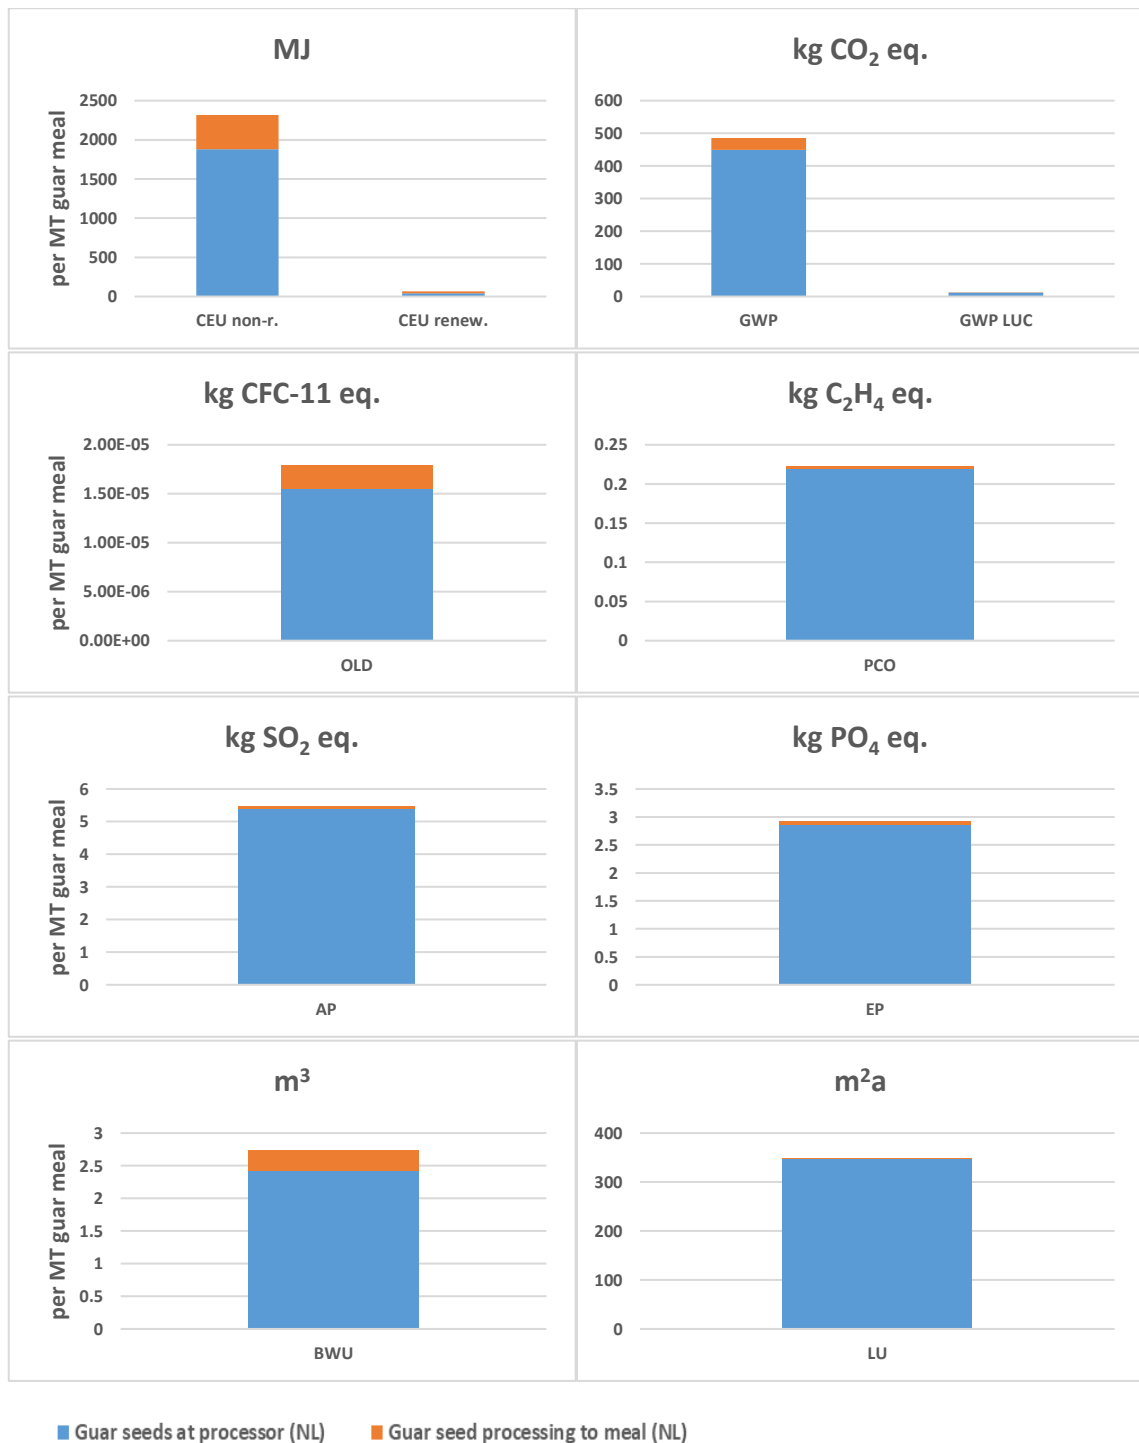 MJ
per MT guar meal
2500
2000
1500
1000
500
0
CEU non-r.
CEU renew.
kg CO₂ eq.
600
500
400
300
200
100
0
GWP
GWP LUC
kg CFC-11 eq.
per MT guar meal
2.00E-05
1.50E-05
1.00E-05
5.00E-06
0.00E+00
OLD
kg C₂H₄ eq.
0.25
0.2
0.15
0.1
0.05
0
PCO
kg SO₂ eq.
per MT guar meal
6
5
4
3
2
1
0
AP
kg PO₄ eq.
3.5
3
2.5
2
1.5
1
0.5
0
EP
m³
per MT guar meal
3
2.5
2
1.5
1
0.5
0
BWU
m²a
400
300
200
100
0
LU
Guar seeds at processor (NL)
Guar seed processing to meal (NL)